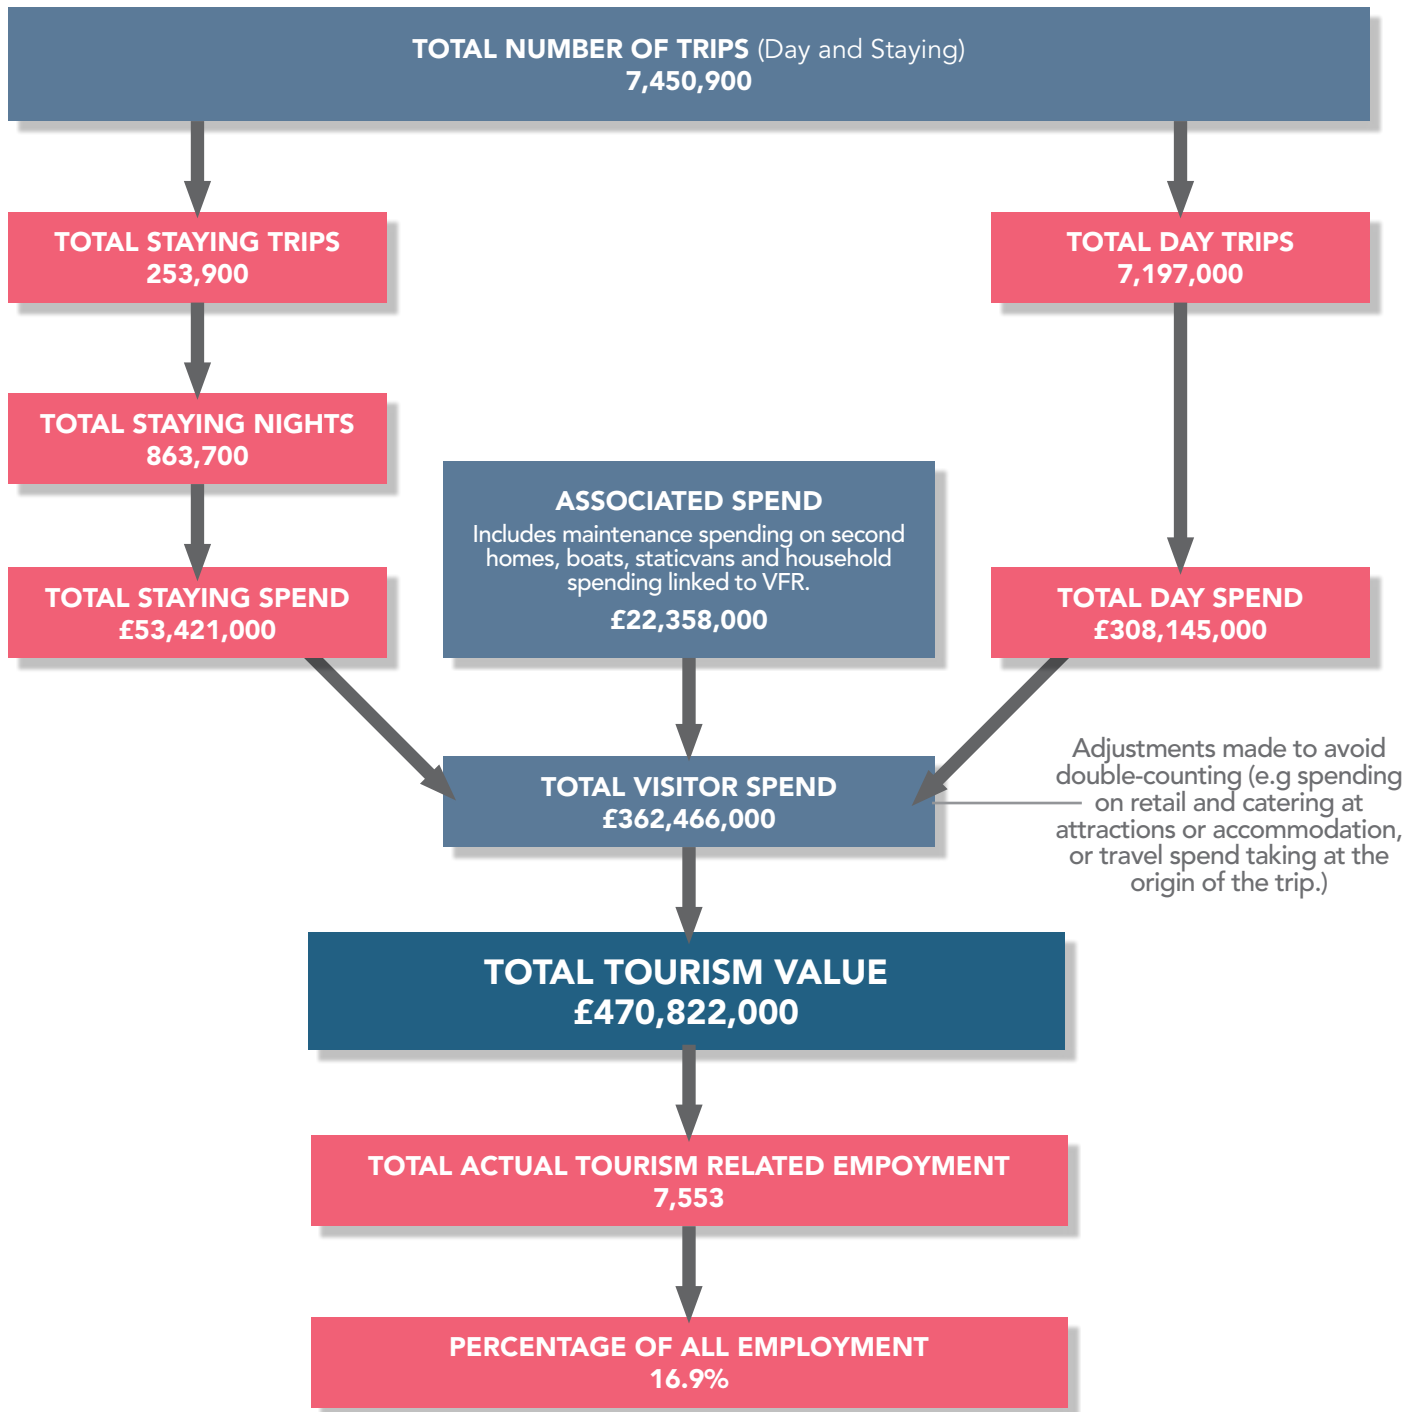 TOTAL NUMBER OF TRIPS (Day and Staying)
7,450,900
TOTAL STAYING TRIPS
253,900
TOTAL DAY TRIPS
7,197,000
TOTAL STAYING NIGHTS
863,700
ASSOCIATED SPEND
Includes maintenance spending on second
homes, boats, staticvans and household
spending linked to VFR.
£22,358,000
TOTAL STAYING SPEND
£53,421,000
TOTAL DAY SPEND
£308,145,000
TOTAL VISITOR SPEND
£362,466,000
Adjustments made to avoid
double-counting (e.g spending
on retail and catering at
attractions or accommodation,
or travel spend taking at the
origin of the trip.)
TOTAL TOURISM VALUE
£470,822,000
TOTAL ACTUAL TOURISM RELATED EMPOYMENT
7,553
PERCENTAGE OF ALL EMPLOYMENT
16.9%